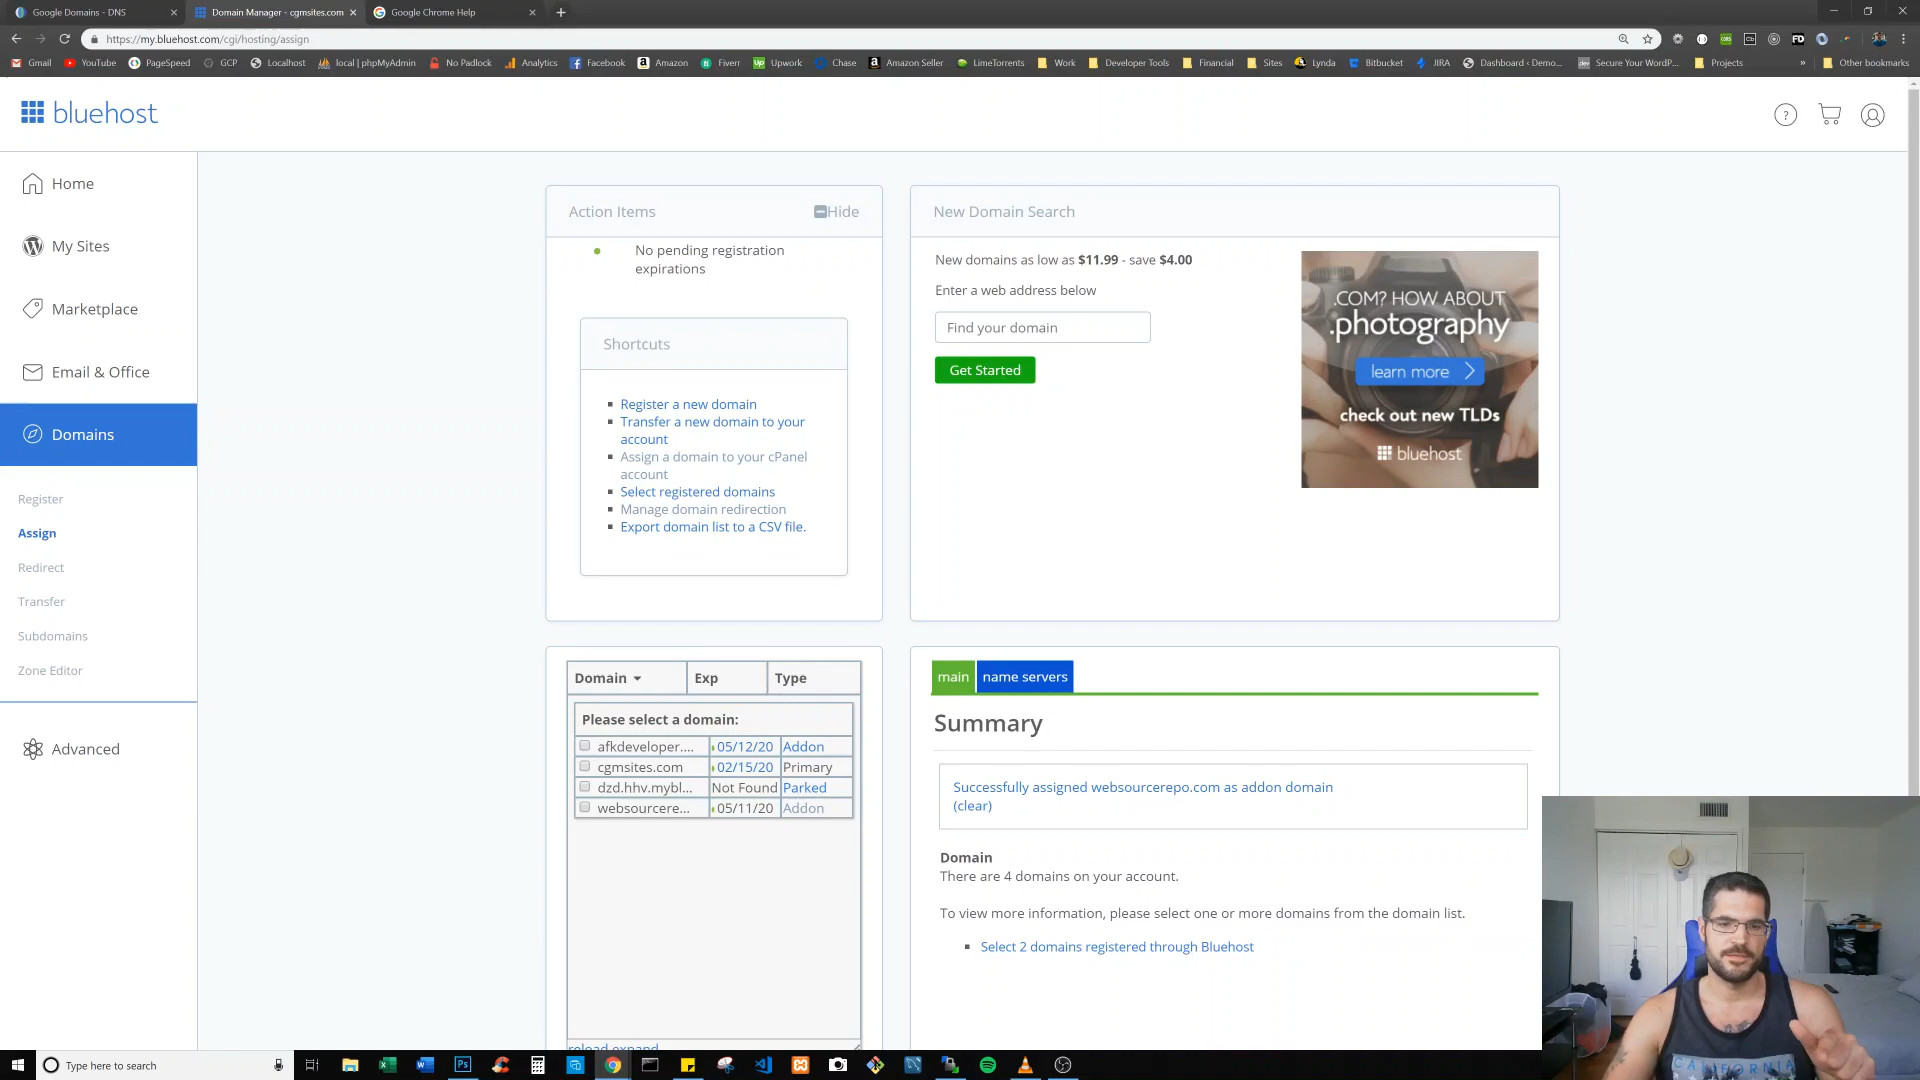 Google Domains - DNS
Domain Manager - cgmsites.com
Google Chrome Help
https://my.bluehost.com/cgi/hosting/assign
Gmail
YouTube
PageSpeed
GCP
Localhost
local | phpMyAdmin
No Padlock
Analytics
Facebook
Amazon
Fiverr
Upwork
Chase
Amazon Seller
LimeTorrents
Work
Developer Tools
Financial
Sites
Lynda
Bitbucket
JIRA
Dashboard ‹ Demo...
Secure Your WordP...
Projects
»
Other bookmarks
bluehost
Home
My Sites
Marketplace
Email & Office
Domains
Register
Assign
Redirect
Transfer
Subdomains
Zone Editor
Advanced
Action Items
Hide
No pending registration
expirations
Shortcuts
Register a new domain
Transfer a new domain to your
account
Assign a domain to your cPanel
account
Select registered domains
Manage domain redirection
Export domain list to a CSV file.
New Domain Search
New domains as low as $11.99 - save $4.00
Enter a web address below
Find your domain
Get Started
.COM? HOW ABOUT
.photography
learn more
check out new TLDs
bluehost
Domain Exp Type
Please select a domain:
afkdeveloper.... 05/12/20 Addon
cgmsites.com 02/15/20 Primary
dzd.hhv.mybl... Not Found Parked
websourcere... 05/11/20 Addon
reload expand
main
name servers
Summary
Successfully assigned websourcerepo.com as addon domain
(clear)
Domain
There are 4 domains on your account.
To view more information, please select one or more domains from the domain list.
Select 2 domains registered through Bluehost
CALIFORNIA
Type here to search